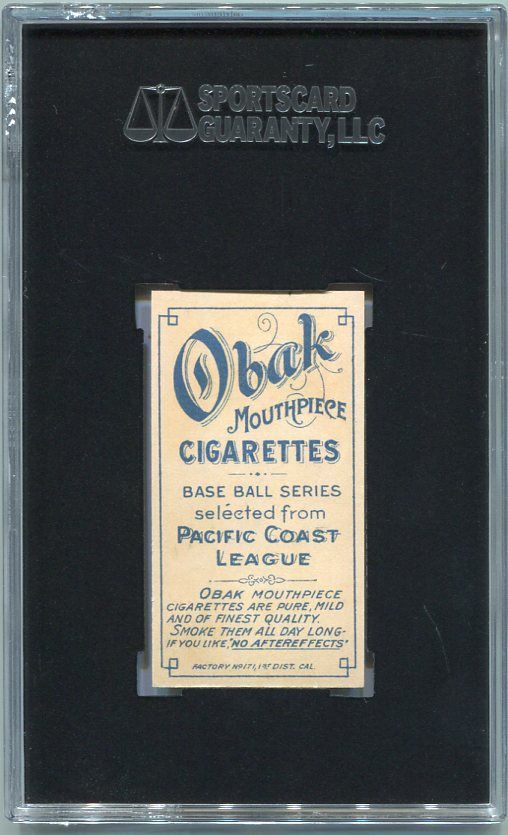 SPORTSCARD
GUARANTY, LLC
Obak
MOUTHPIECE
CIGARETTES
BASE BALL SERIES
selécted from
PACIFIC COAST
LEAGUE
OBAK MOUTHPIECE
CIGARETTES ARE PURE, MILD
AND OF FINEST QUALITY.
SMOKE THEM ALL DAY LONG-
IF YOU LIKE, "NO AFTEREFFECTS"
FACTORY Nº 171, 1ST DIST. CAL.